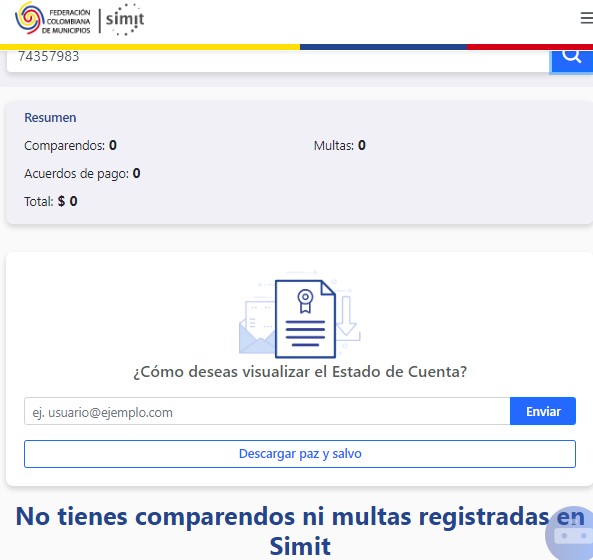 FEDERACIÓN
COLOMBIANA
DE MUNICIPIOS
simit
74357983
Resumen
Comparendos: 0
Multas: 0
Acuerdos de pago: 0
Total: $ 0
¿Cómo deseas visualizar el Estado de Cuenta?
ej. usuario@ejemplo.com
Enviar
Descargar paz y salvo
No tienes comparendos ni multas registradas en
Simit